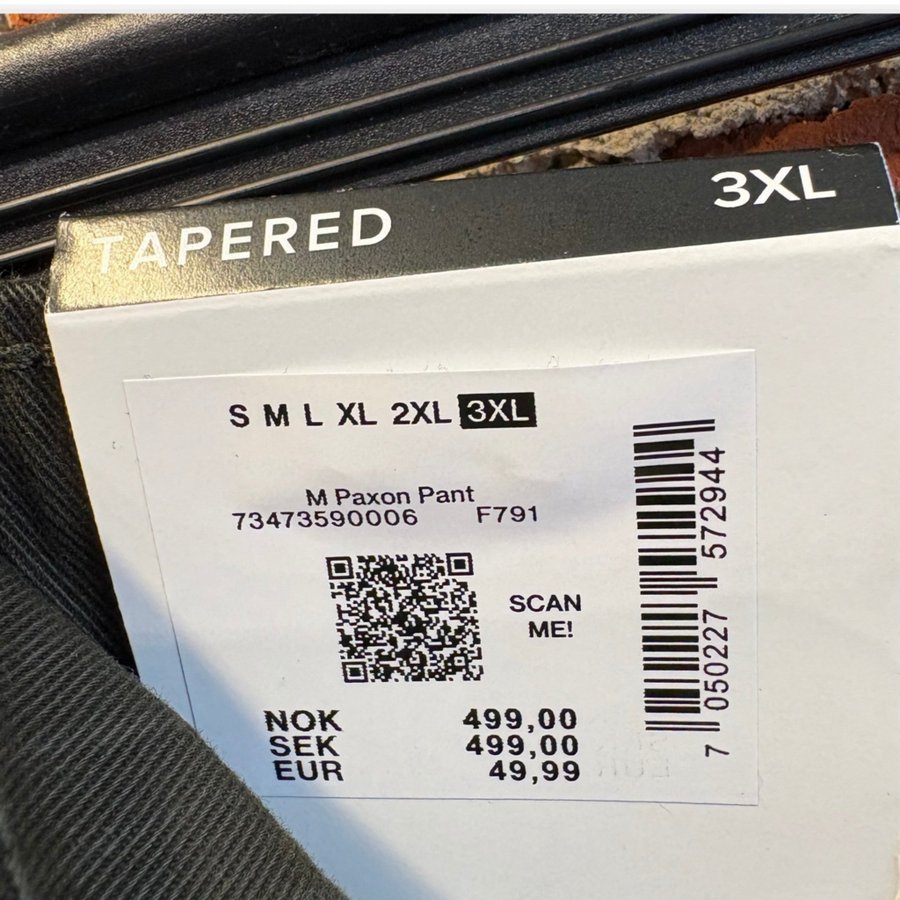 TAPERED 3XL
S M L XL 2XL 3XL
M Paxon Pant
73473590006 F791
SCAN
ME!
NOK 499,00
SEK 499,00
EUR 49,99
7 050227 572944